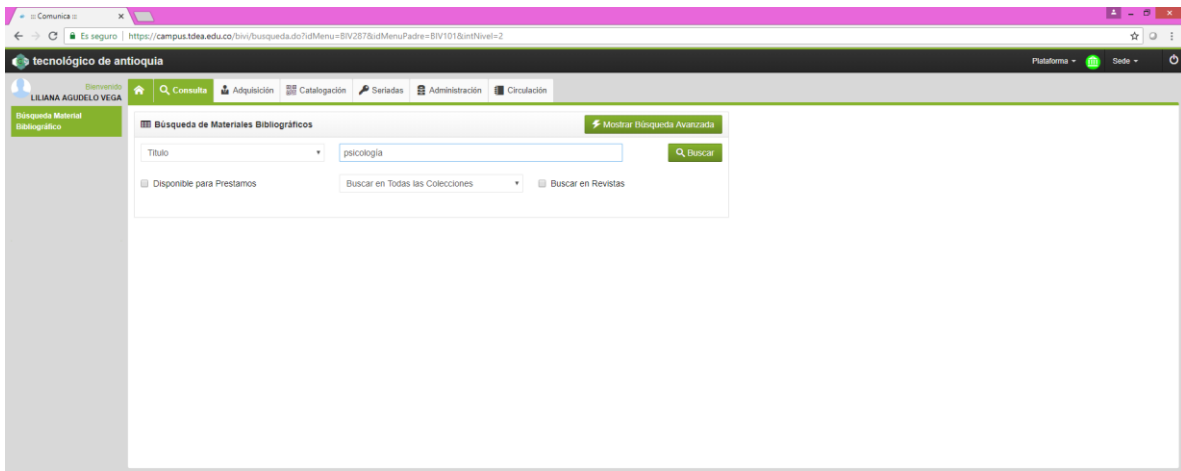 ::: Comunica :::
Es seguro | https://campus.tdea.edu.co/bivi/busqueda.do?idMenu=BIV287&idMenuPadre=BIV101&intNivel=2
tecnológico de antioquia Plataforma Sede
Bienvenido
LILIANA AGUDELO VEGA
Consulta Adquisición Catalogación Seriadas Administración Circulación
Búsqueda Material
Bibliográfico
Búsqueda de Materiales Bibliográficos Mostrar Búsqueda Avanzada
Título psicología Buscar
Disponible para Prestamos Buscar en Todas las Colecciones Buscar en Revistas